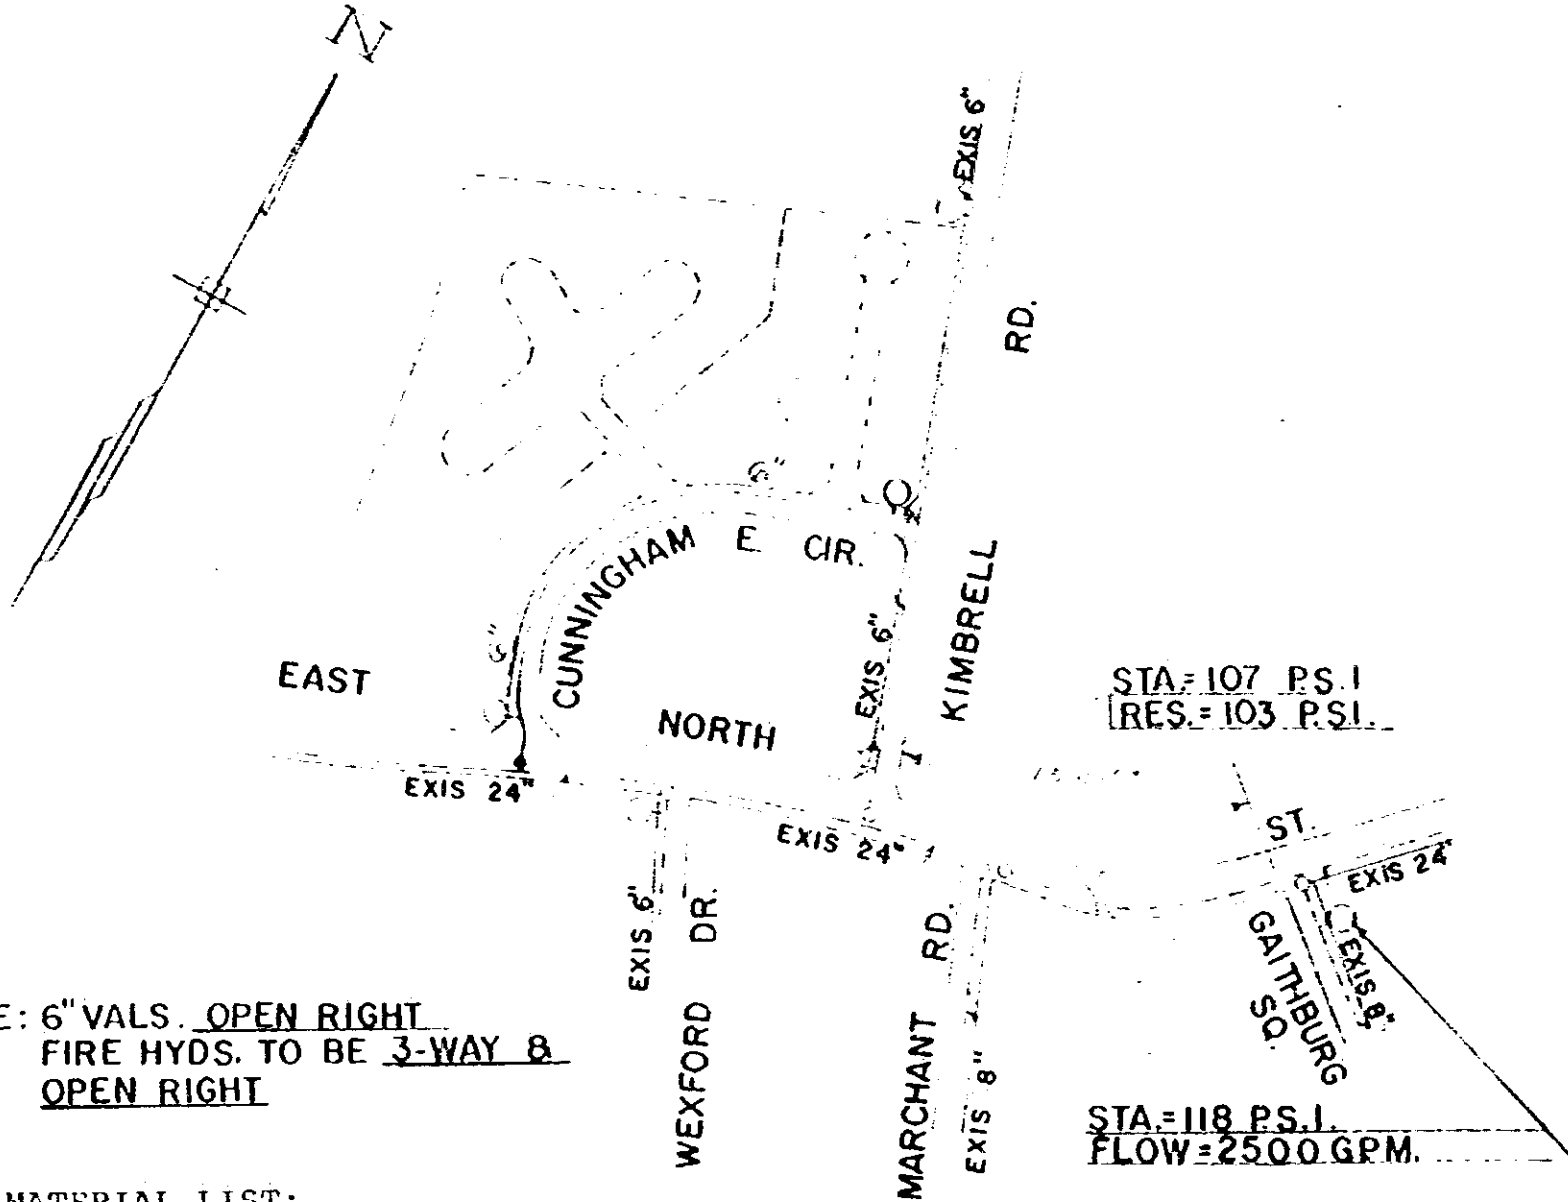 N
EXIS 6"
RD.
6"
CUNNINGHAM E. CIR.
6"
EXIS 6"
KIMBRELL
EAST
NORTH
ST.
STA.= 107 P.S.I
RES.= 103 P.S.I.
EXIS 24"
EXIS 24"
EXIS 24"
EXIS 6"
WEXFORD DR.
MARCHANT RD.
EXIS 8"
GAITHBURG
SQ.
EXIS 8"
E: 6" VALS. OPEN RIGHT
FIRE HYDS. TO BE 3-WAY &
OPEN RIGHT
STA.= 118 P.S.I.
FLOW = 2500 GPM.
MATERIAL LIST: